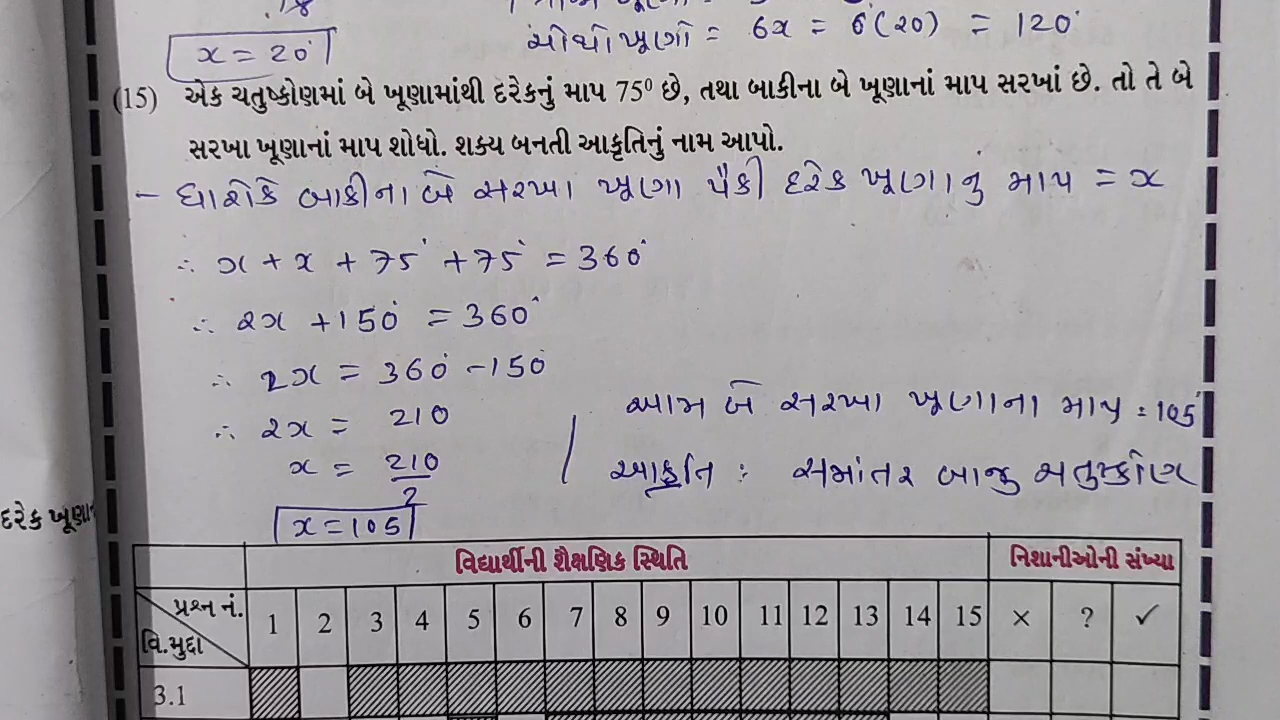 x = 20°
ચોથો ખૂણો = 6x = 6(20) = 120°
(15) એક ચતુષ્કોણમાં બે ખૂણામાંથી દરેકનું માપ 75° છે, તથા બાકીના બે ખૂણાનાં માપ સરખાં છે. તો તે બે
સરખા ખૂણાનાં માપ શોધો. શક્ય બનતી આકૃતિનું નામ આપો.
- ધારોકે બાકીના બે સરખા ખૂણા પૈકી દરેક ખૂણાનું માપ = x
∴ x + x + 75° + 75° = 360°
∴ 2x + 150° = 360°
∴ 2x = 360° - 150°
∴ 2x = 210
x = 210/2
x = 105
આમ બે સરખા ખૂણાના માપ = 105°
આકૃતિ : સમાંતર બાજુ ચતુષ્કોણ
દરેક ખૂણા
વિદ્યાર્થીની શૈક્ષણિક સ્થિતિ નિશાનીઓની સંખ્યા
પ્રશ્ન નં. 1 2 3 4 5 6 7 8 9 10 11 12 13 14 15 × ? ✓
વિ.મુદ્દા
3.1